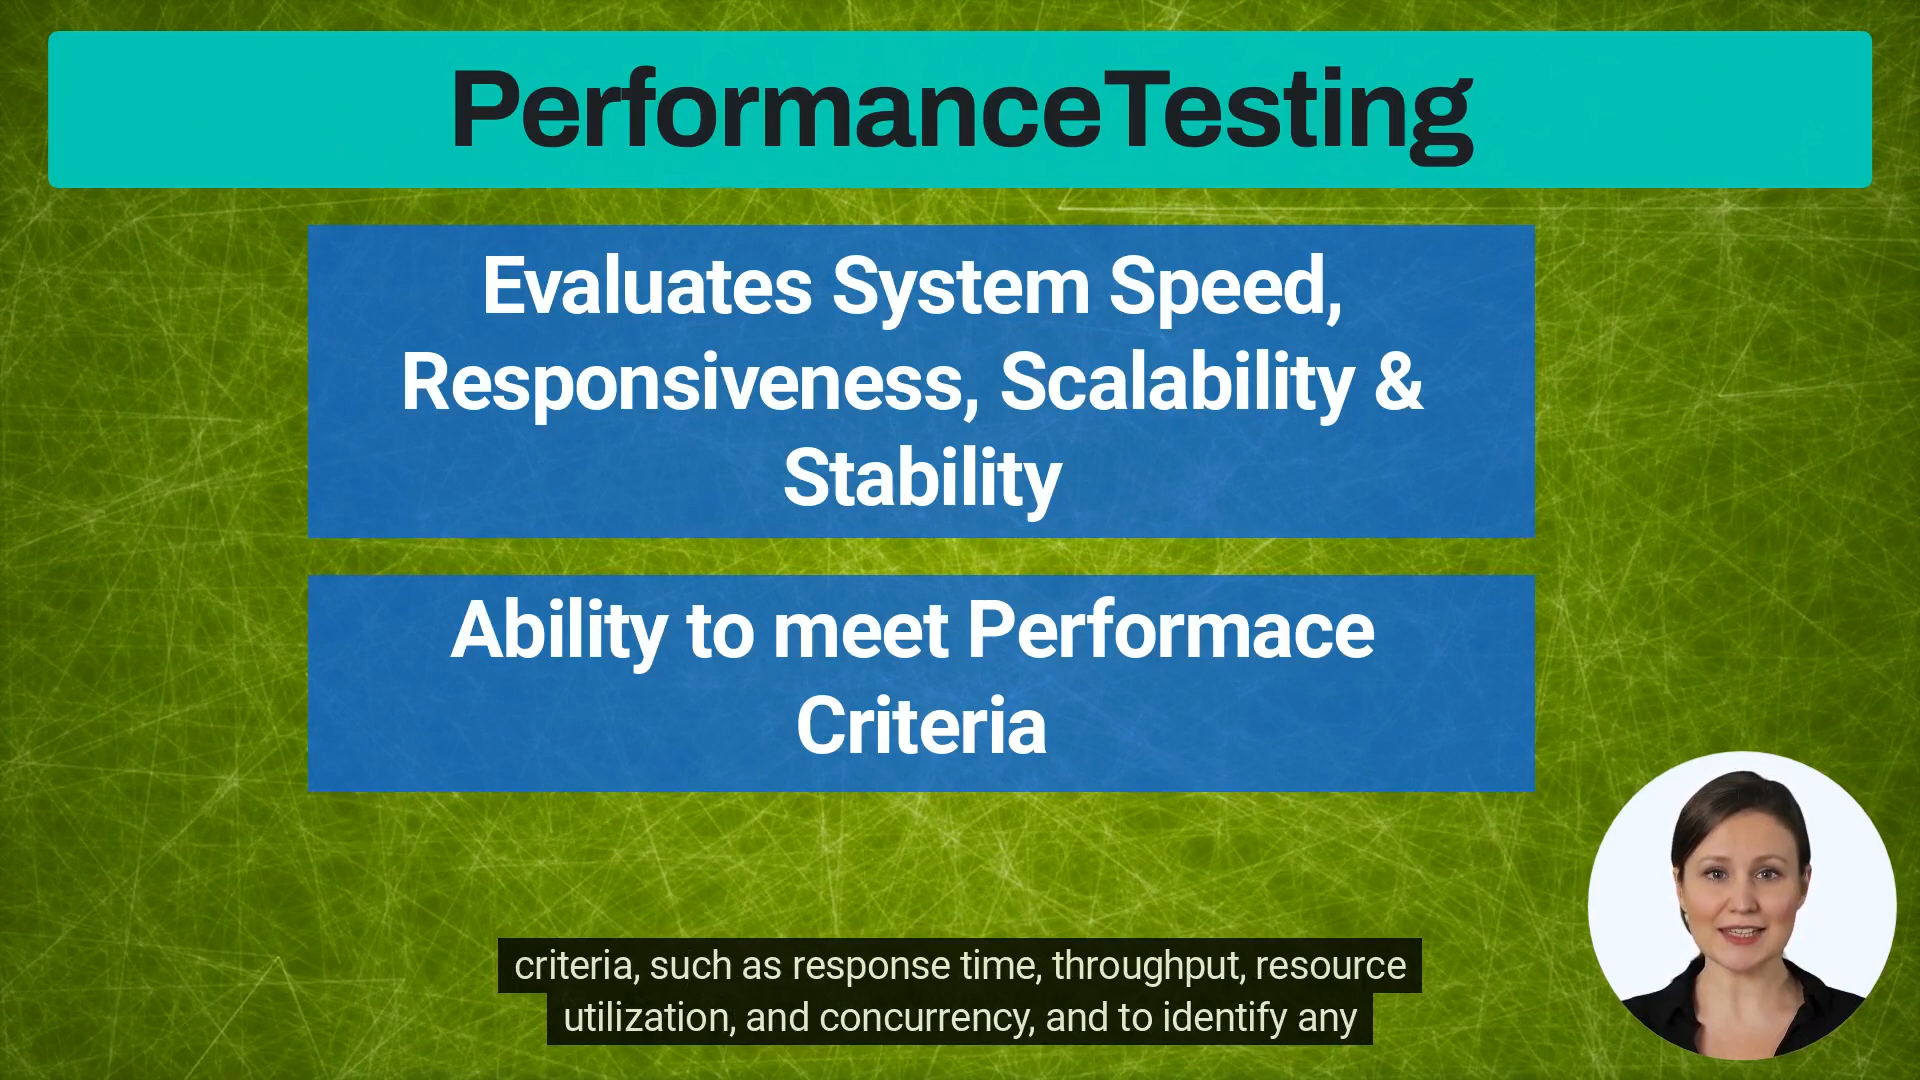 PerformanceTesting
Evaluates System Speed,
Responsiveness, Scalability &
Stability
Ability to meet Performace
Criteria
criteria, such as response time, throughput, resource
utilization, and concurrency, and to identify any